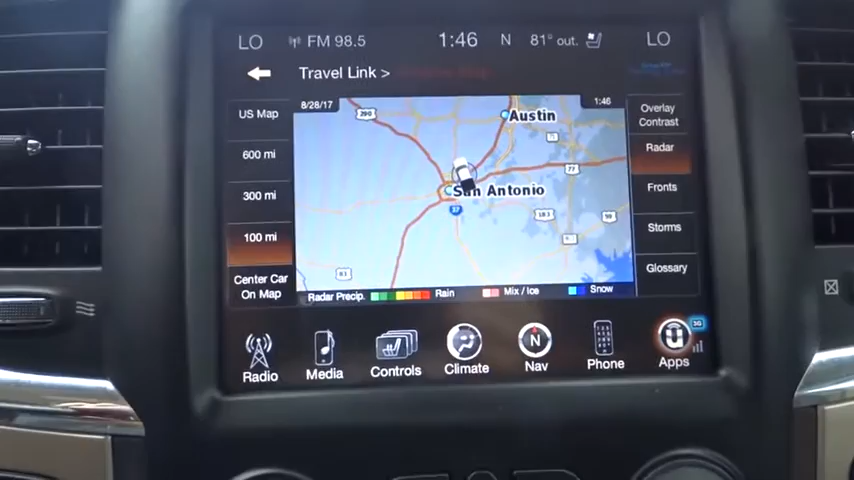 LO FM 98.5 1:46 N 81° out. LO
Travel Link >
8/28/17 1:46
US Map
600 mi
300 mi
100 mi
Center Car
On Map
290
Austin
77
San Antonio
37
183
59
Radar Precip. Rain Mix / Ice Snow
Overlay
Contrast
Radar
Fronts
Storms
Glossary
Radio Media Controls Climate Nav Phone Apps
N
3G